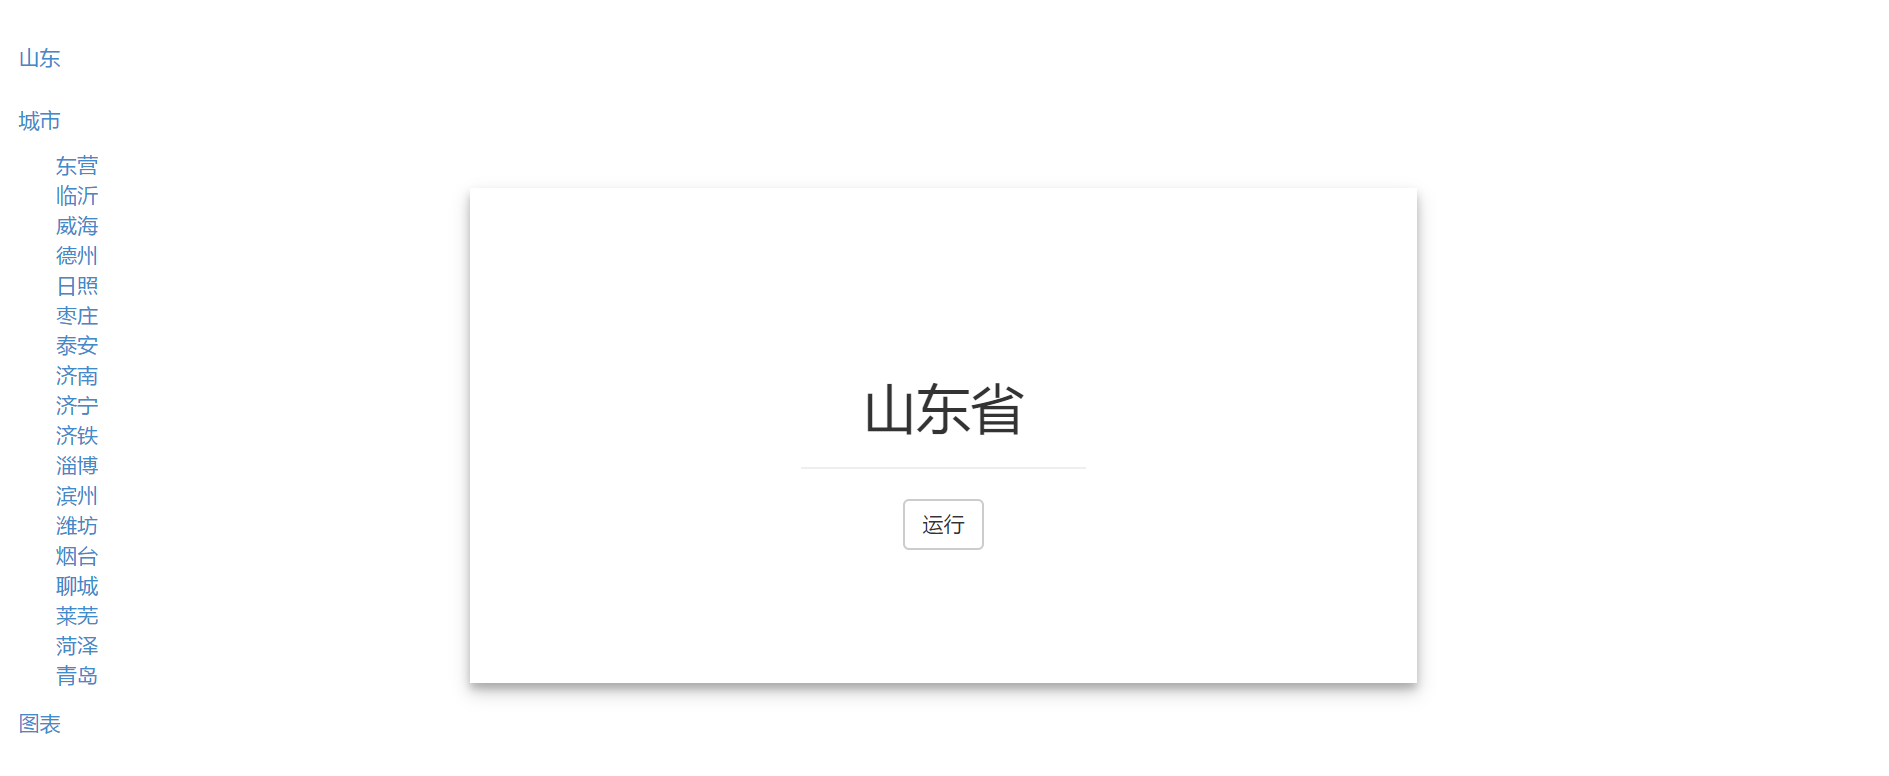 山东
城市
东营
临沂
威海
德州
日照
枣庄
泰安
济南
济宁
济铁
淄博
滨州
潍坊
烟台
聊城
莱芜
菏泽
青岛
图表
山东省
运行